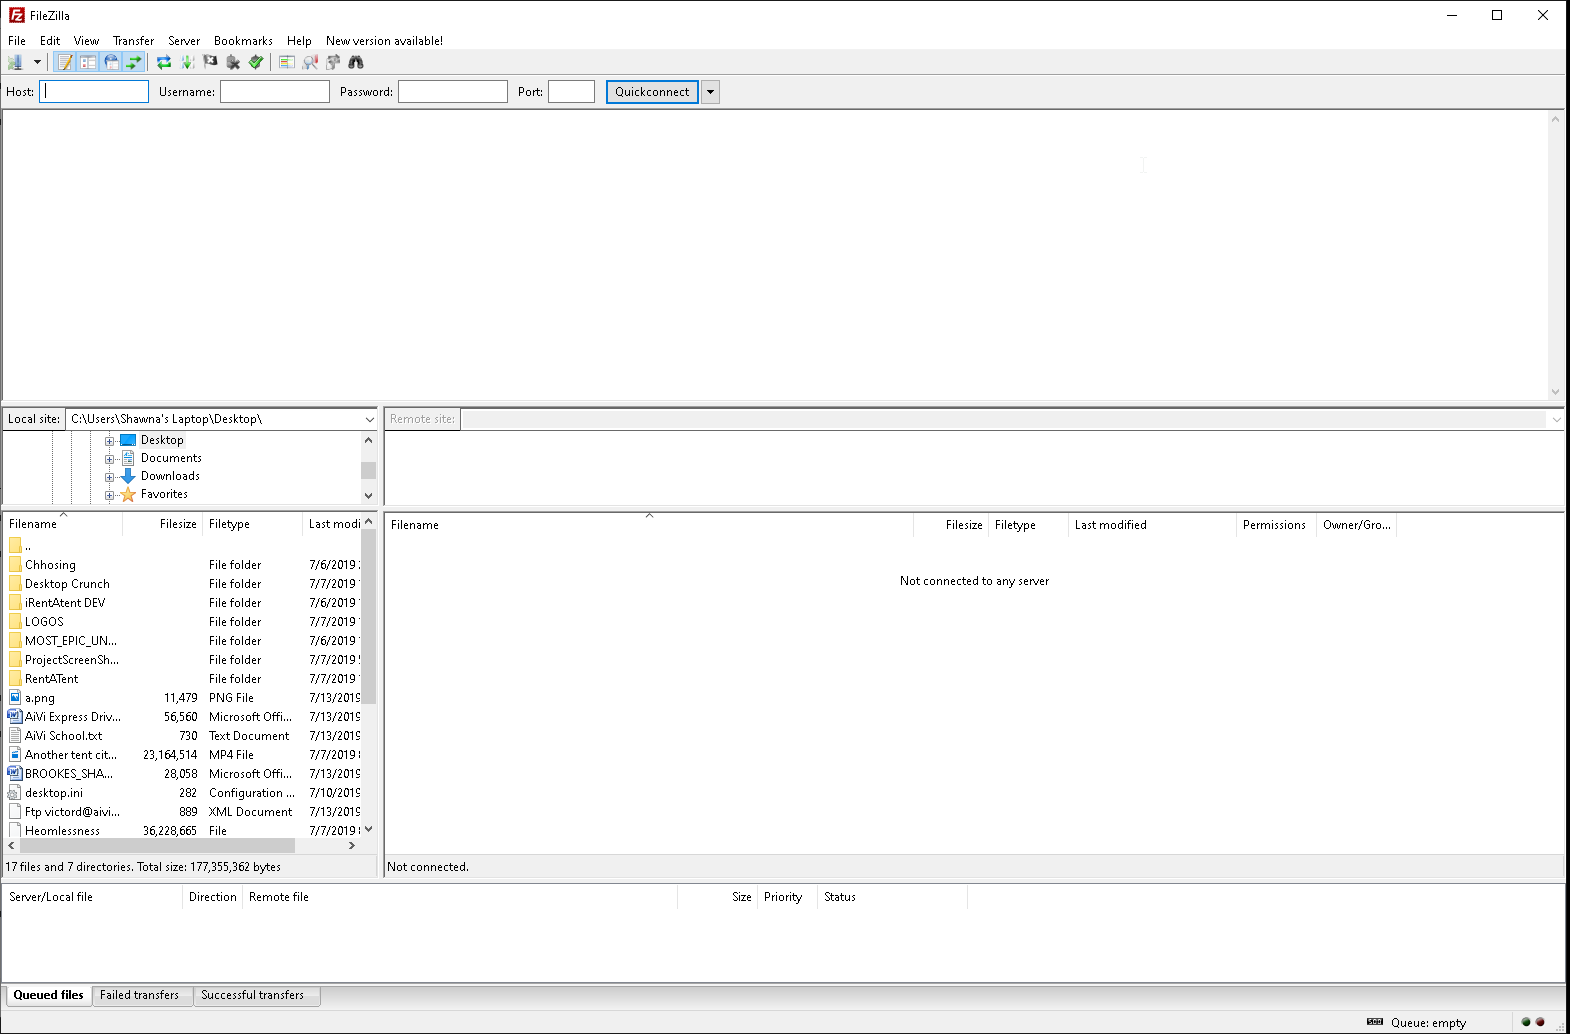 FileZilla
File Edit View Transfer Server Bookmarks Help New version available!
Host: Username: Password: Port: Quickconnect
Local site: C:\Users\Shawna's Laptop\Desktop\
Remote site:
Desktop
Documents
Downloads
Favorites
Filename Filesize Filetype Last modi
..
Chhosing File folder 7/6/2019
Desktop Crunch File folder 7/7/2019
iRentAtent DEV File folder 7/6/2019
LOGOS File folder 7/7/2019
MOST_EPIC_UN... File folder 7/6/2019
ProjectScreenSh... File folder 7/7/2019
RentATent File folder 7/7/2019
a.png 11,479 PNG File 7/13/2019
AiVi Express Driv... 56,560 Microsoft Offi... 7/13/2019
AiVi School.txt 730 Text Document 7/13/2019
Another tent cit... 23,164,514 MP4 File 7/7/2019
BROOKES_SHA... 28,058 Microsoft Offi... 7/13/2019
desktop.ini 282 Configuration ... 7/10/2019
Ftp victord@aivi... 889 XML Document 7/13/2019
Heomlessness 36,228,665 File 7/7/2019
17 files and 7 directories. Total size: 177,355,362 bytes
Filename Filesize Filetype Last modified Permissions Owner/Gro...
Not connected to any server
Not connected.
Server/Local file Direction Remote file Size Priority Status
Queued files Failed transfers Successful transfers
Queue: empty